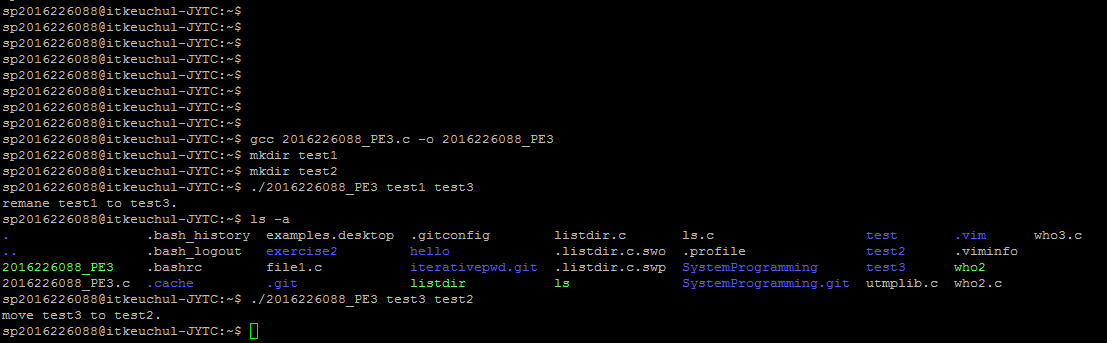 sp2016226088@itkeuchul-JYTC:~$
sp2016226088@itkeuchul-JYTC:~$
sp2016226088@itkeuchul-JYTC:~$
sp2016226088@itkeuchul-JYTC:~$
sp2016226088@itkeuchul-JYTC:~$
sp2016226088@itkeuchul-JYTC:~$
sp2016226088@itkeuchul-JYTC:~$
sp2016226088@itkeuchul-JYTC:~$
sp2016226088@itkeuchul-JYTC:~$ gcc 2016226088_PE3.c -o 2016226088_PE3
sp2016226088@itkeuchul-JYTC:~$ mkdir test1
sp2016226088@itkeuchul-JYTC:~$ mkdir test2
sp2016226088@itkeuchul-JYTC:~$ ./2016226088_PE3 test1 test3
remane test1 to test3.
sp2016226088@itkeuchul-JYTC:~$ ls -a
. .bash_history examples.desktop .gitconfig listdir.c ls.c test .vim who3.c
.. .bash_logout exercise2 hello .listdir.c.swo .profile test2 .viminfo
2016226088_PE3 .bashrc file1.c iterativepwd.git .listdir.c.swp SystemProgramming test3 who2
2016226088_PE3.c .cache .git listdir ls SystemProgramming.git utmplib.c who2.c
sp2016226088@itkeuchul-JYTC:~$ ./2016226088_PE3 test3 test2
move test3 to test2.
sp2016226088@itkeuchul-JYTC:~$